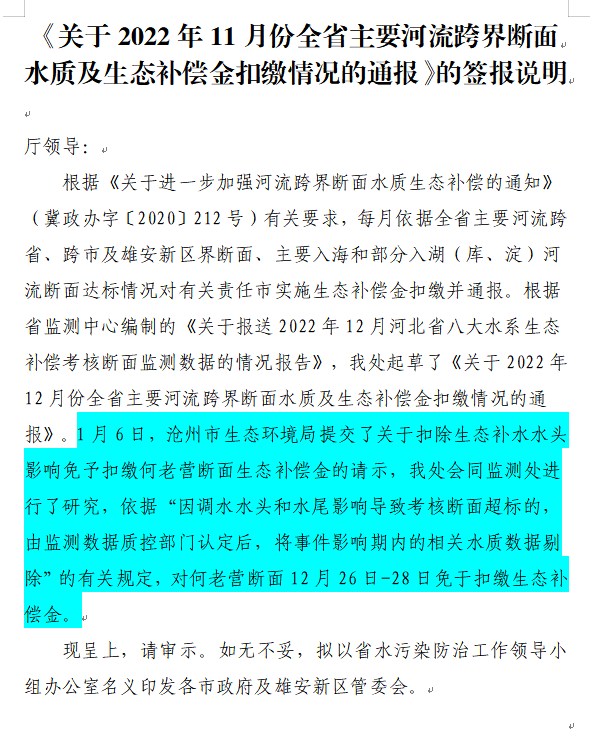 《关于 2022 年 11 月份全省主要河流跨界断面
水质及生态补偿金扣缴情况的通报》的签报说明
厅领导：
根据《关于进一步加强河流跨界断面水质生态补偿的通知》
（冀政办字〔2020〕212 号）有关要求，每月依据全省主要河流跨
省、跨市及雄安新区界断面、主要入海和部分入湖（库、淀）河
流断面达标情况对有关责任市实施生态补偿金扣缴并通报。根据
省监测中心编制的《关于报送 2022 年 12 月河北省八大水系生态
补偿考核断面监测数据的情况报告》，我处起草了《关于 2022 年
12 月份全省主要河流跨界断面水质及生态补偿金扣缴情况的通
报》。1 月 6 日，沧州市生态环境局提交了关于扣除生态补水水头
影响免予扣缴何老营断面生态补偿金的请示，我处会同监测处进
行了研究，依据“因调水水头和水尾影响导致考核断面超标的，
由监测数据质控部门认定后，将事件影响期内的相关水质数据剔
除”的有关规定，对何老营断面 12 月 26 日-28 日免于扣缴生态补
偿金。
现呈上，请审示。如无不妥，拟以省水污染防治工作领导小
组办公室名义印发各市政府及雄安新区管委会。